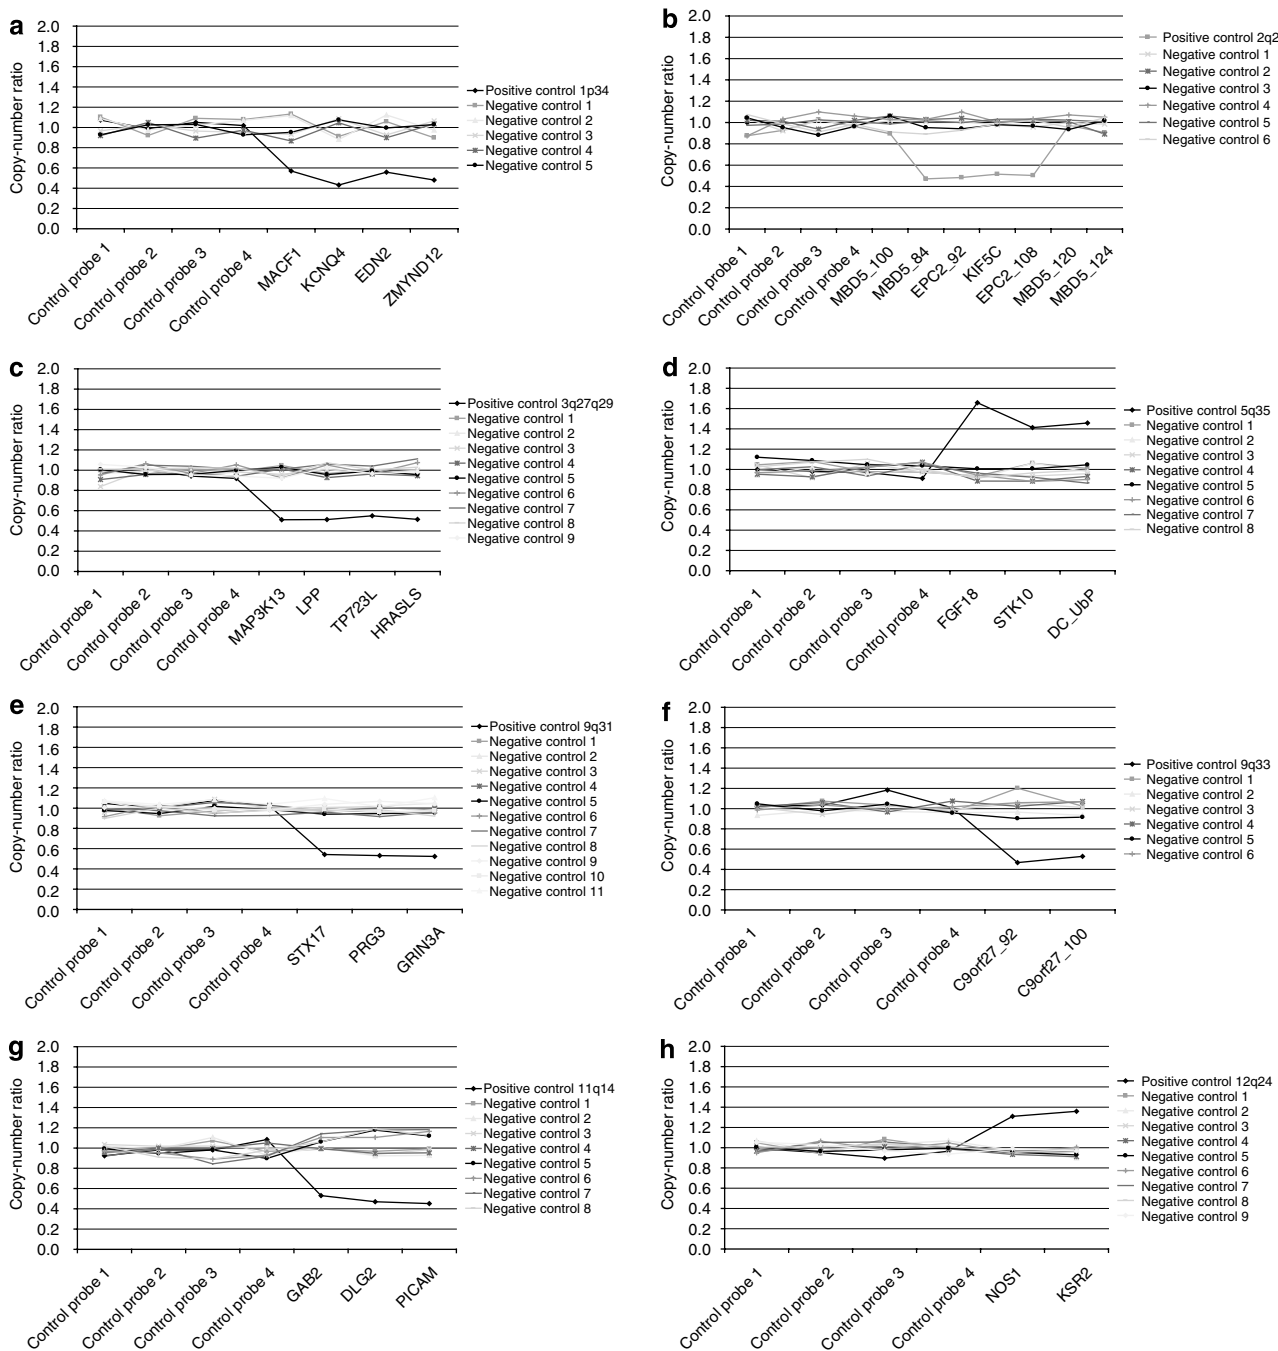 a
2.0
1.8
1.6
1.4
1.2
1.0
0.8
0.6
0.4
0.2
0.0
Copy-number ratio
Control probe 1
Control probe 2
Control probe 3
Control probe 4
MACF1
KCNQ4
EDN2
ZMYND12
Positive control 1p34
Negative control 1
Negative control 2
Negative control 3
Negative control 4
Negative control 5
b
2.0
1.8
1.6
1.4
1.2
1.0
0.8
0.6
0.4
0.2
0.0
Copy-number ratio
Control probe 1
Control probe 2
Control probe 3
Control probe 4
MBD5_100
MBD5_84
EPC2_92
KIF5C
EPC2_108
MBD5_120
MBD5_124
Positive control 2q2
Negative control 1
Negative control 2
Negative control 3
Negative control 4
Negative control 5
Negative control 6
c
2.0
1.8
1.6
1.4
1.2
1.0
0.8
0.6
0.4
0.2
0.0
Copy-number ratio
Control probe 1
Control probe 2
Control probe 3
Control probe 4
MAP3K13
LPP
TP723L
HRASLS
Positive control 3q27q29
Negative control 1
Negative control 2
Negative control 3
Negative control 4
Negative control 5
Negative control 6
Negative control 7
Negative control 8
Negative control 9
d
2.0
1.8
1.6
1.4
1.2
1.0
0.8
0.6
0.4
0.2
0.0
Copy-number ratio
Control probe 1
Control probe 2
Control probe 3
Control probe 4
FGF18
STK10
DC_UbP
Positive control 5q35
Negative control 1
Negative control 2
Negative control 3
Negative control 4
Negative control 5
Negative control 6
Negative control 7
Negative control 8
e
2.0
1.8
1.6
1.4
1.2
1.0
0.8
0.6
0.4
0.2
0.0
Copy-number ratio
Control probe 1
Control probe 2
Control probe 3
Control probe 4
STX17
PRG3
GRIN3A
Positive control 9q31
Negative control 1
Negative control 2
Negative control 3
Negative control 4
Negative control 5
Negative control 6
Negative control 7
Negative control 8
Negative control 9
Negative control 10
Negative control 11
f
2.0
1.8
1.6
1.4
1.2
1.0
0.8
0.6
0.4
0.2
0.0
Copy-number ratio
Control probe 1
Control probe 2
Control probe 3
Control probe 4
C9orf27_92
C9orf27_100
Positive control 9q33
Negative control 1
Negative control 2
Negative control 3
Negative control 4
Negative control 5
Negative control 6
g
2.0
1.8
1.6
1.4
1.2
1.0
0.8
0.6
0.4
0.2
0.0
Copy-number ratio
Control probe 1
Control probe 2
Control probe 3
Control probe 4
GAB2
DLG2
PICAM
Positive control 11q14
Negative control 1
Negative control 2
Negative control 3
Negative control 4
Negative control 5
Negative control 6
Negative control 7
Negative control 8
h
2.0
1.8
1.6
1.4
1.2
1.0
0.8
0.6
0.4
0.2
0.0
Copy-number ratio
Control probe 1
Control probe 2
Control probe 3
Control probe 4
NOS1
KSR2
Positive control 12q24
Negative control 1
Negative control 2
Negative control 3
Negative control 4
Negative control 5
Negative control 6
Negative control 7
Negative control 8
Negative control 9